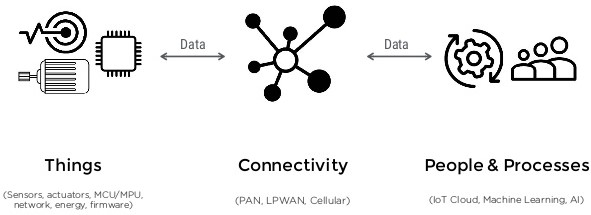 Data
Data
Things
Connectivity
People & Processes
(Sensors, actuators, MCU/MPU,
network, energy, firmware)
(PAN, LPWAN, Cellular)
(IoT Cloud, Machine Learning, AI)